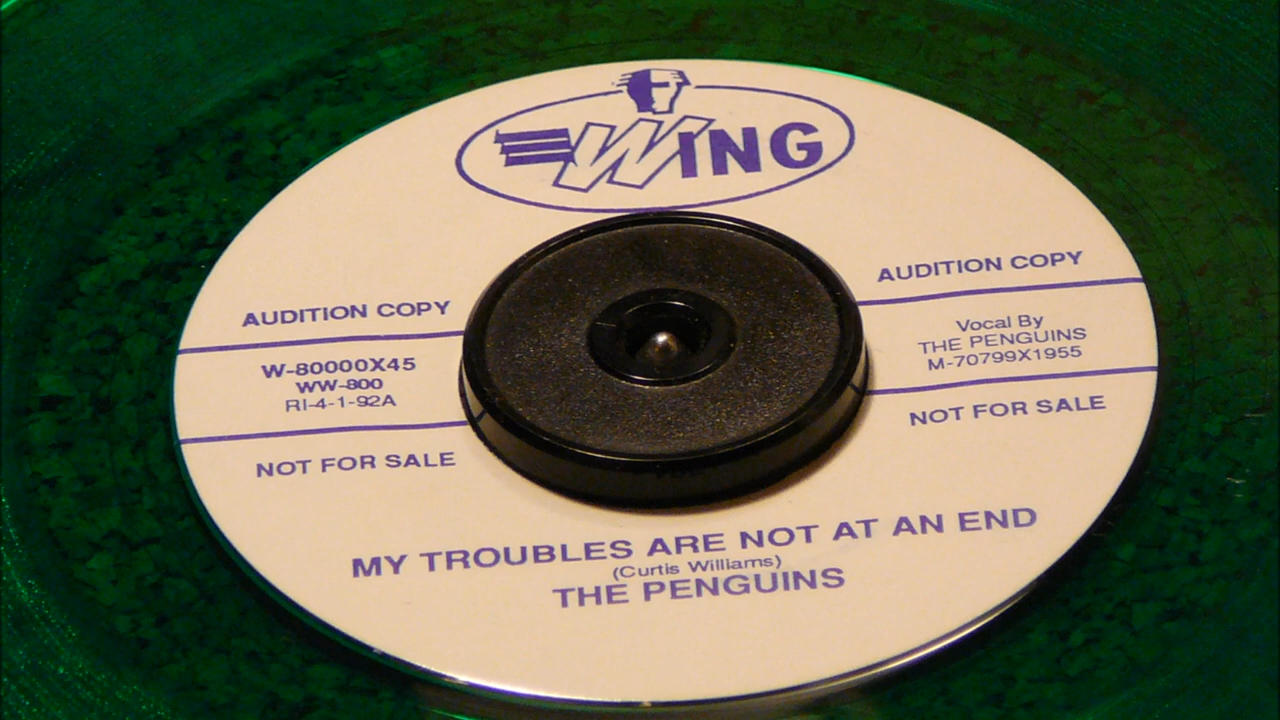 WING
AUDITION COPY
W-80000X45
WW-800
RI-4-1-92A
NOT FOR SALE
AUDITION COPY
Vocal By
THE PENGUINS
M-70799X1955
NOT FOR SALE
MY TROUBLES ARE NOT AT AN END
(Curtis Williams)
THE PENGUINS